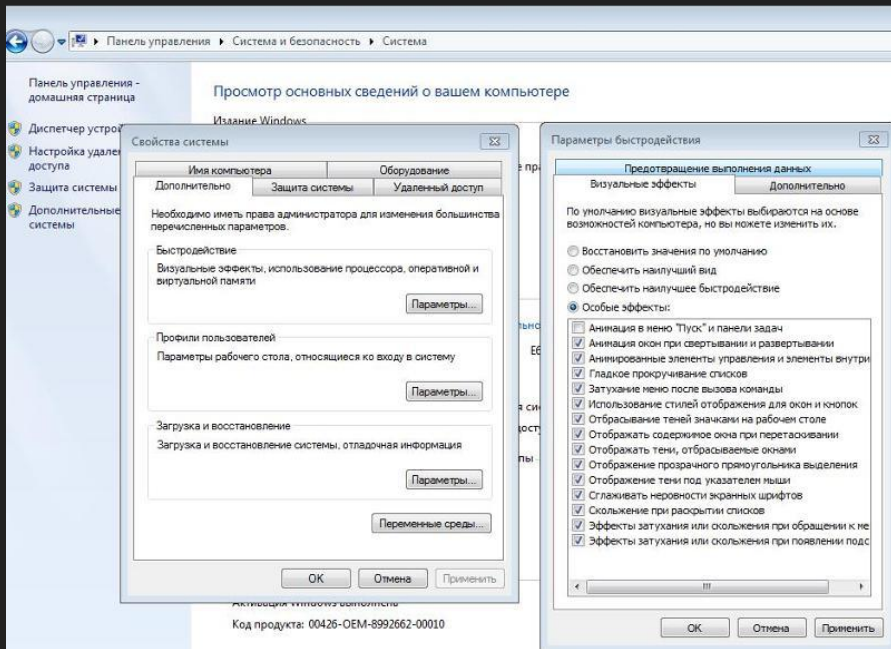 Панель управления
Система и безопасность
Система
Панель управления -
домашняя страница
Диспетчер устрой
Настройка удален
доступа
Защита системы
Дополнительные
системы
Просмотр основных сведений о вашем компьютере
Издание Windows
Свойства системы
Имя компьютера
Оборудование
Дополнительно
Защита системы
Удаленный доступ
Необходимо иметь права администратора для изменения большинства
перечисленных параметров.
Быстродействие
Визуальные эффекты, использование процессора, оперативной и
виртуальной памяти
Параметры...
Профили пользователей
Параметры рабочего стола, относящиеся ко входу в систему
Параметры...
Загрузка и восстановление
Загрузка и восстановление системы, отладочная информация
Параметры...
Переменные среды...
ОК
Отмена
Применить
Активация Windows выполнена
Код продукта: 00426-OEM-8992662-00010
Параметры быстродействия
Предотвращение выполнения данных
Визуальные эффекты
Дополнительно
По умолчанию визуальные эффекты выбираются на основе
возможностей компьютера, но вы можете изменить их.
Восстановить значения по умолчанию
Обеспечить наилучший вид
Обеспечить наилучшее быстродействие
Особые эффекты:
Анимация в меню "Пуск" и панели задач
Анимация окон при свертывании и развертывании
Анимированные элементы управления и элементы внутри
Гладкое прокручивание списков
Затухание меню после вызова команды
Использование стилей отображения для окон и кнопок
Отбрасывание теней значками на рабочем столе
Отображать содержимое окна при перетаскивании
Отображать тени, отбрасываемые окнами
Отображение прозрачного прямоугольника выделения
Отображение тени под указателем мыши
Сглаживать неровности экранных шрифтов
Скольжение при раскрытии списков
Эффекты затухания или скольжения при обращении к ме
Эффекты затухания или скольжения при появлении подс
ОК
Отмена
Применить